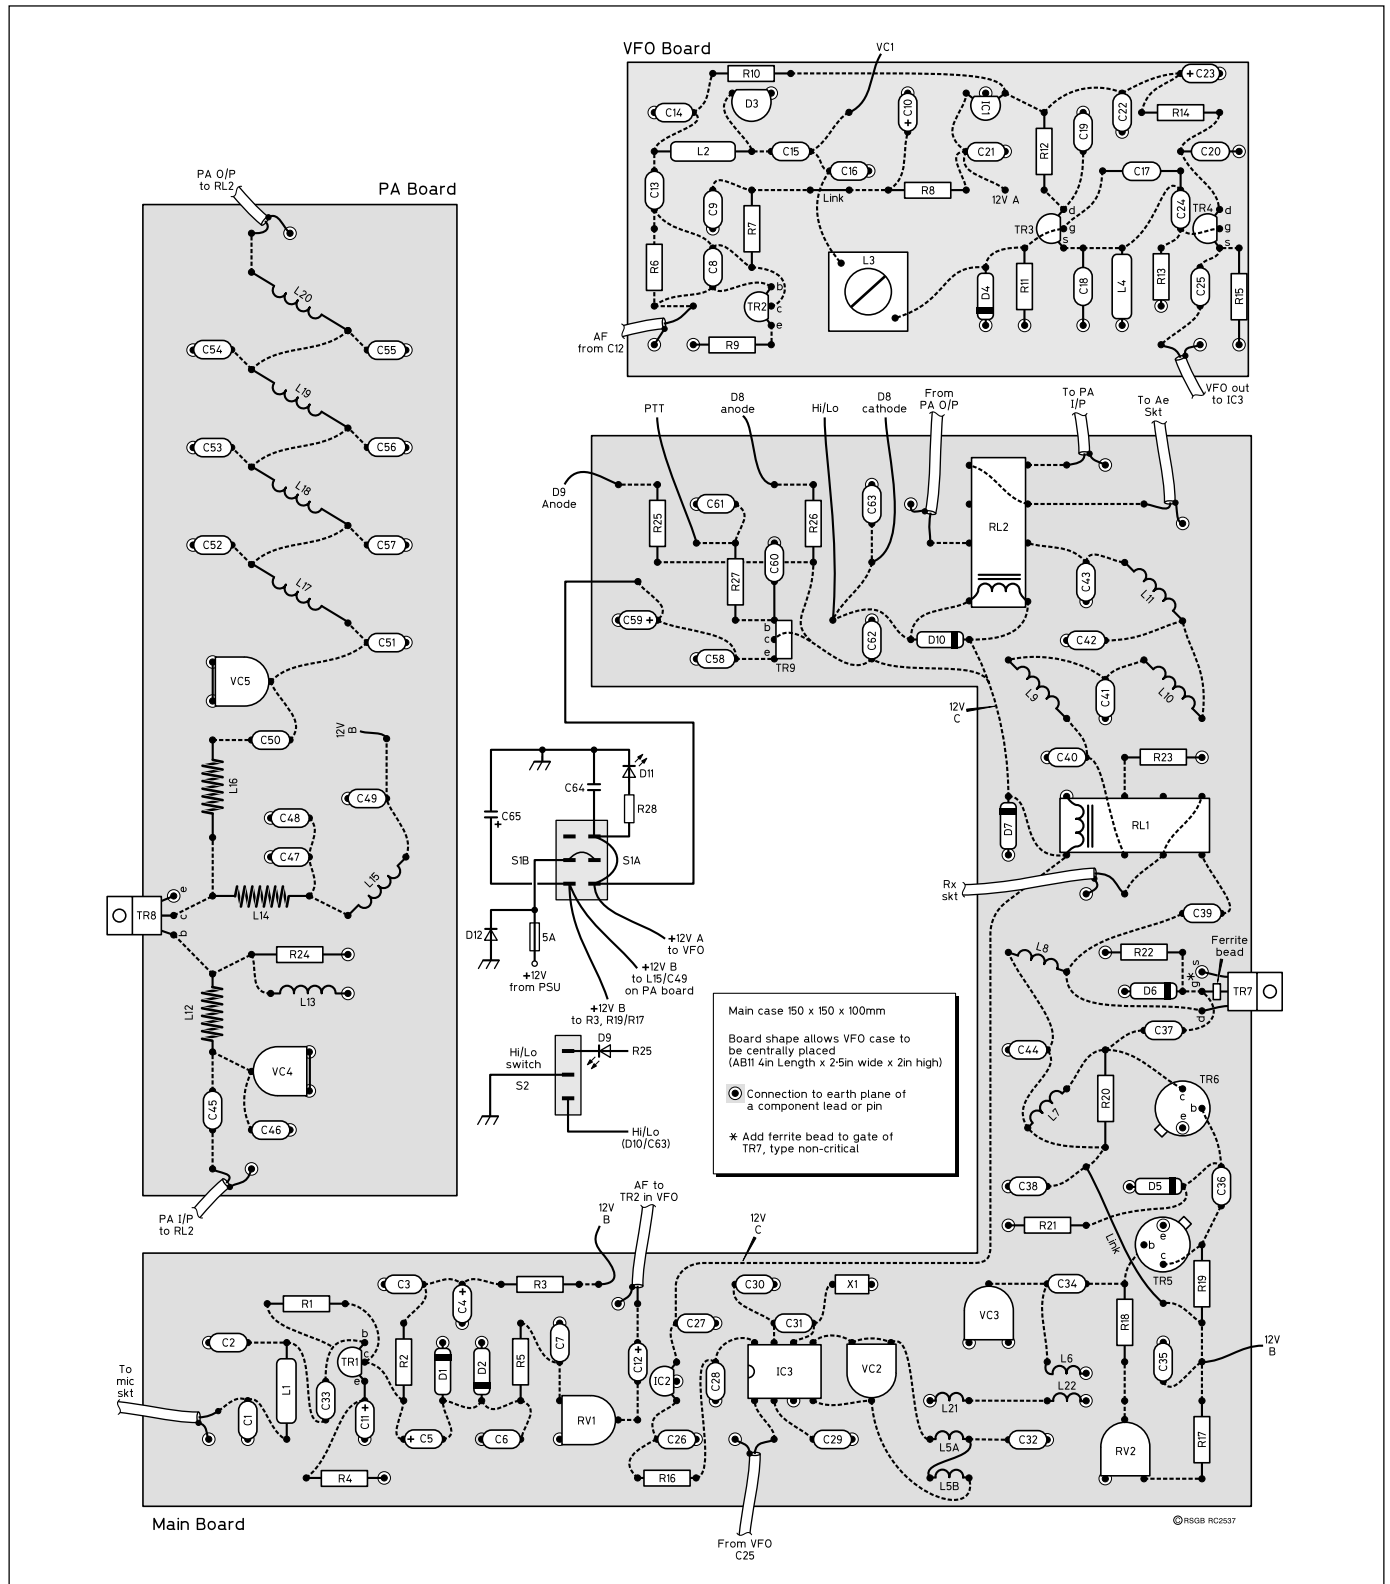 VFO Board
VC1
R10
D3
C14
C10
+
IC1
R12
C19
C22
+ C23
R14
L2
C15
C16
C21
C17
C20
C13
C9
R7
Link
R8
12V A
TR3
d
g
s
C24
TR4
d
g
s
R6
C8
TR2
b
c
e
L3
D4
R11
C18
L4
R13
C25
R15
R9
AF
from C12
VFO out
to IC3
PA O/P
to RL2
PA Board
L20
C54
C55
L19
C53
C56
L18
C52
C57
L17
C51
VC5
C50
12V
B
L16
C49
C48
C47
L15
L14
TR8
e
c
b
R24
L13
L12
VC4
C45
C46
PA I/P
to RL2
PTT
D8
anode
Hi/Lo
D8
cathode
From
PA O/P
To PA
I/P
To Ae
Skt
D9
Anode
R25
C61
R26
C63
RL2
R27
C60
C43
L11
C59 +
b
c
e
TR9
C58
C62
D10
C42
L9
C41
L10
12V
C
C40
R23
D7
RL1
Rx
skt
C39
L8
R22
Ferrite
bead
D6
s
g*
d
TR7
C37
C44
L7
R20
TR6
c
b
e
C38
D5
C36
R21
Link
e
b
c
TR5
R19
D11
C64
R28
C65
+
S1B
S1A
D12
5A
+12V
from PSU
+12V A
to VFO
+12V B
to L15/C49
on PA board
+12V B
to R3, R19/R17
D9
R25
Hi/Lo
switch
S2
Hi/Lo
(D10/C63)
Main case 150 x 150 x 100mm
Board shape allows VFO case to
be centrally placed
(AB11 4in Length x 2·5in wide x 2in high)
Connection to earth plane of
a component lead or pin
* Add ferrite bead to gate of
TR7, type non-critical
AF to
TR2 in VFO
12V
B
12V
C
C3
C4 +
R3
C30
X1
VC3
C34
R18
R1
C2
TR1
b
c
e
R2
D1
D2
R5
C7
C12 +
C27
C31
IC2
C28
IC3
VC2
L6
C35
12V
B
To
mic
skt
L1
C33
C11 +
C1
+ C5
C6
RV1
C26
C29
L21
L22
L5A
C32
RV2
R17
R4
R16
L5B
Main Board
From VFO
C25
©RSGB RC2537